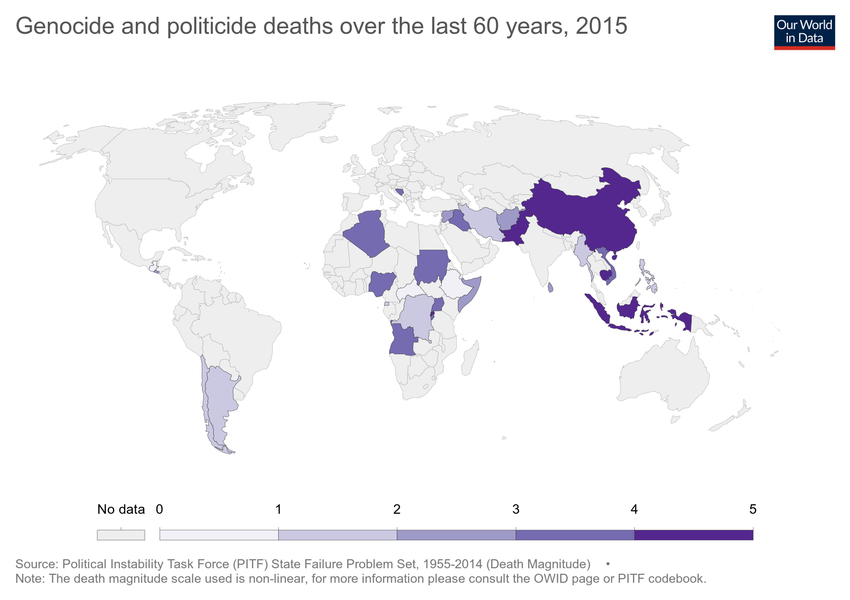 Genocide and politicide deaths over the last 60 years, 2015
Our World
in Data
No data 0 1 2 3 4 5
Source: Political Instability Task Force (PITF) State Failure Problem Set, 1955-2014 (Death Magnitude) •
Note: The death magnitude scale used is non-linear, for more information please consult the OWID page or PITF codebook.